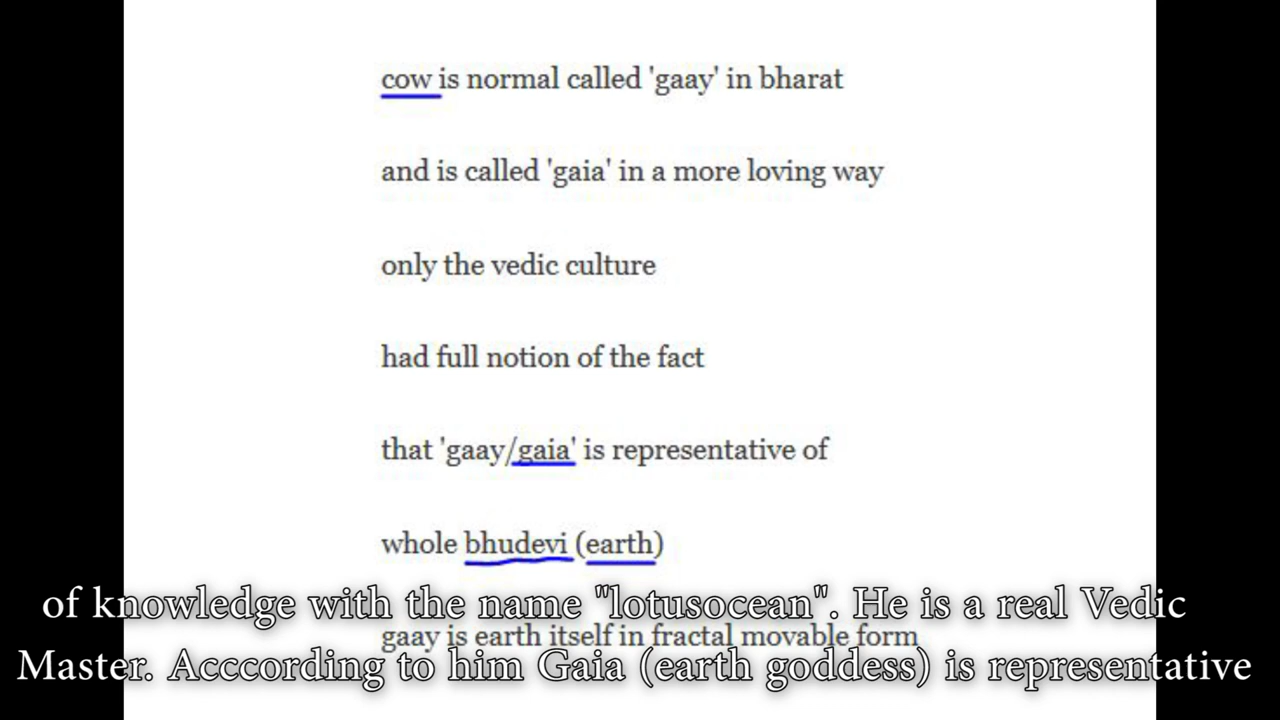 cow is normal called 'gaay' in bharat
and is called 'gaia' in a more loving way
only the vedic culture
had full notion of the fact
that 'gaay/gaia' is representative of
whole bhudevi (earth)
of knowledge with the name "lotusocean". He is a real Vedic
gaay is earth itself in fractal movable form
Master. Acccording to him Gaia (earth goddess) is representative